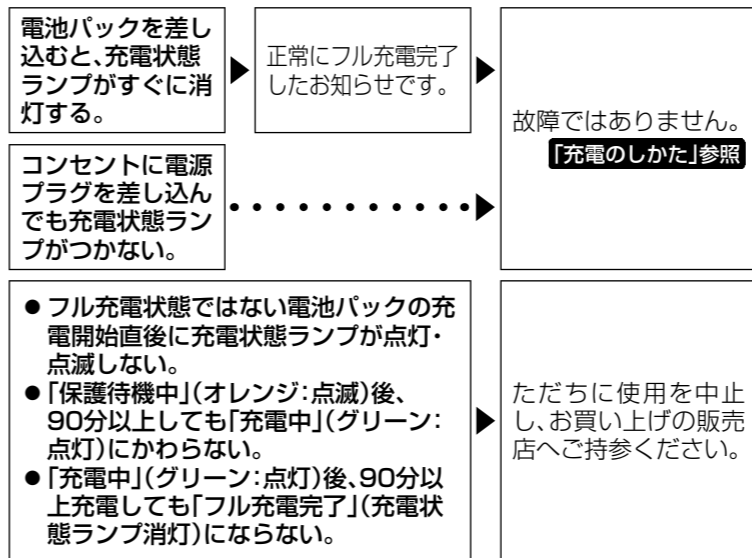 電池パックを差し
込むと、充電状態
ランプがすぐに消
灯する。
正常にフル充電完了
したお知らせです。
故障ではありません。
「充電のしかた」参照
コンセントに電源
プラグを差し込ん
でも充電状態ラン
プがつかない。
● フル充電状態ではない電池パックの充
電開始直後に充電状態ランプが点灯・
点滅しない。
● 「保護待機中」(オレンジ:点滅)後、
90分以上しても「充電中」(グリーン:
点灯)にかわらない。
● 「充電中」(グリーン:点灯)後、90分以
上充電しても「フル充電完了」(充電状
態ランプ消灯)にならない。
ただちに使用を中止
し、お買い上げの販売
店へご持参ください。